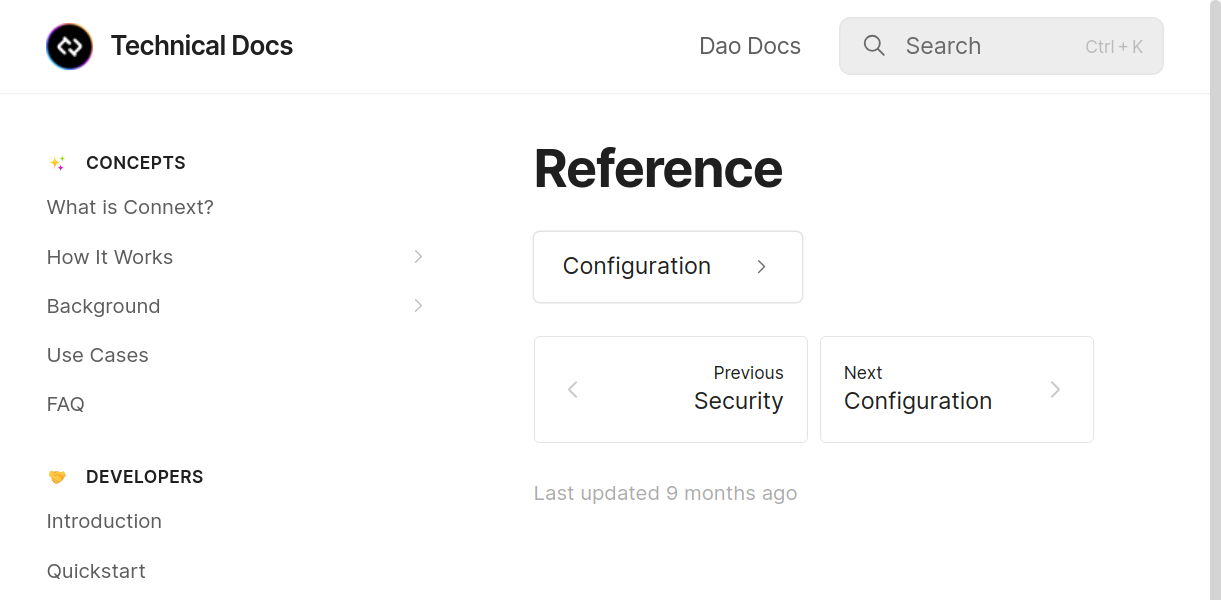 Technical Docs
Dao Docs
Search
Ctrl + K
CONCEPTS
What is Connext?
How It Works
Background
Use Cases
FAQ
DEVELOPERS
Introduction
Quickstart
Reference
Configuration
Previous
Security
Next
Configuration
Last updated 9 months ago